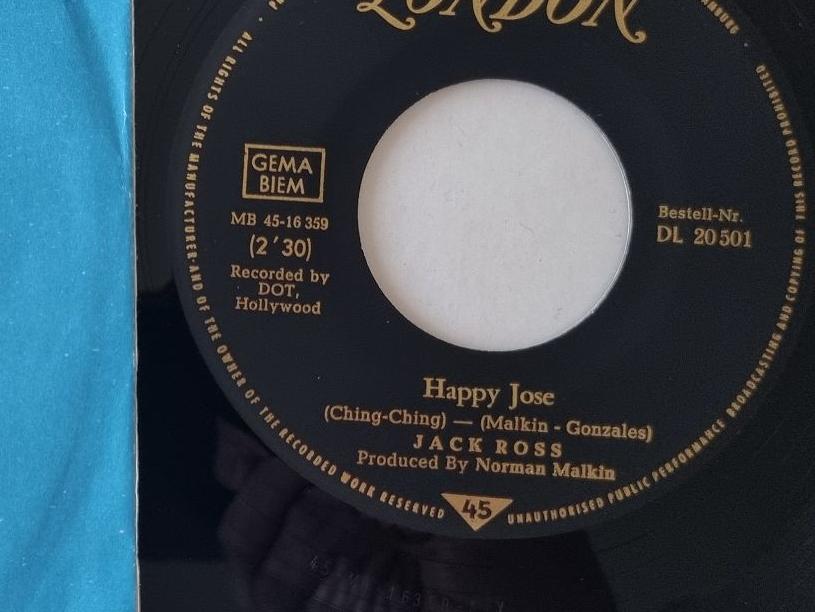 LONDON
GEMA
BIEM
MB 45-16 359
(2'30)
Recorded by
DOT,
Hollywood
Bestell-Nr.
DL 20 501
Happy Jose
(Ching-Ching) — (Malkin - Gonzales)
JACK ROSS
Produced By Norman Malkin
45
ALL RIGHTS OF THE MANUFACTURER AND OF THE OWNER OF THE RECORDED WORK RESERVED
UNAUTHORISED PUBLIC PERFORMANCE BROADCASTING AND COPYING OF THIS RECORD PROHIBITED